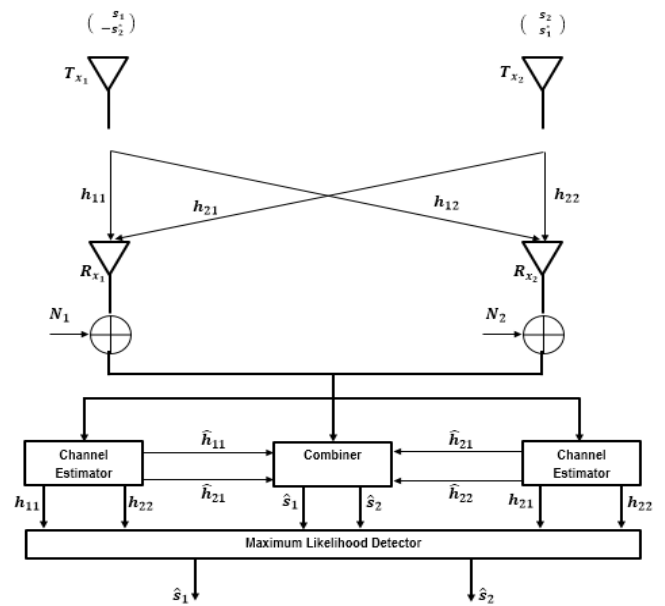 s₁ s₂
-s₂* s₁*
Tₓ₁ Tₓ₂
h₁₁ h₂₁ h₁₂ h₂₂
Rₓ₁ Rₓ₂
N₁ N₂
ĥ₁₁ ĥ₂₁
Channel Estimator Combiner Channel Estimator
ĥ₂₁ ĥ₂₂
h₁₁ h₂₂ ŝ₁ ŝ₂ h₂₁ h₂₂
Maximum Likelihood Detector
ŝ₁ ŝ₂